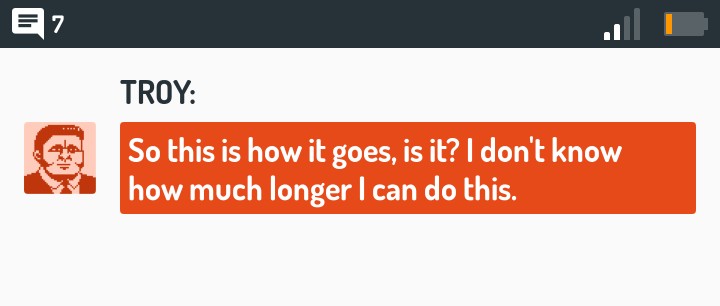 7
TROY:
So this is how it goes, is it? I don't know
how much longer I can do this.